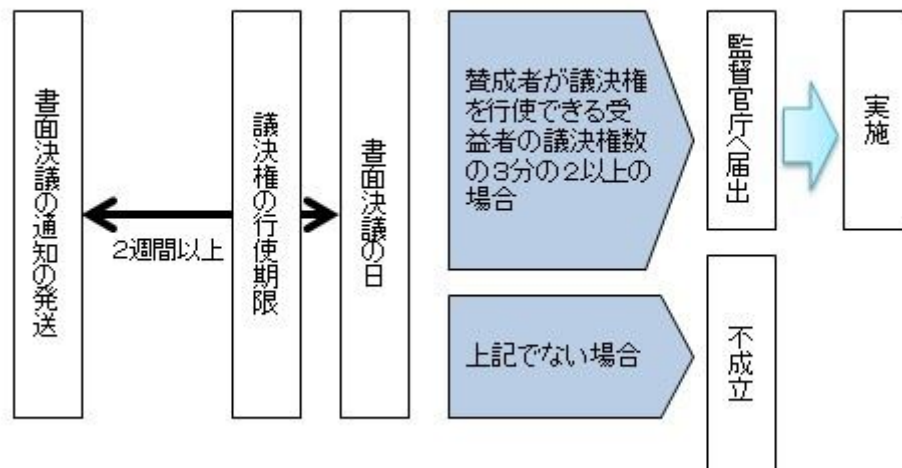 書面決議の通知の発送
2週間以上
議決権の行使期限
書面決議の日
賛成者が議決権
を行使できる受
益者の議決権数
の3分の2以上の
場合
監督官庁へ届出
実施
上記でない場合
不成立